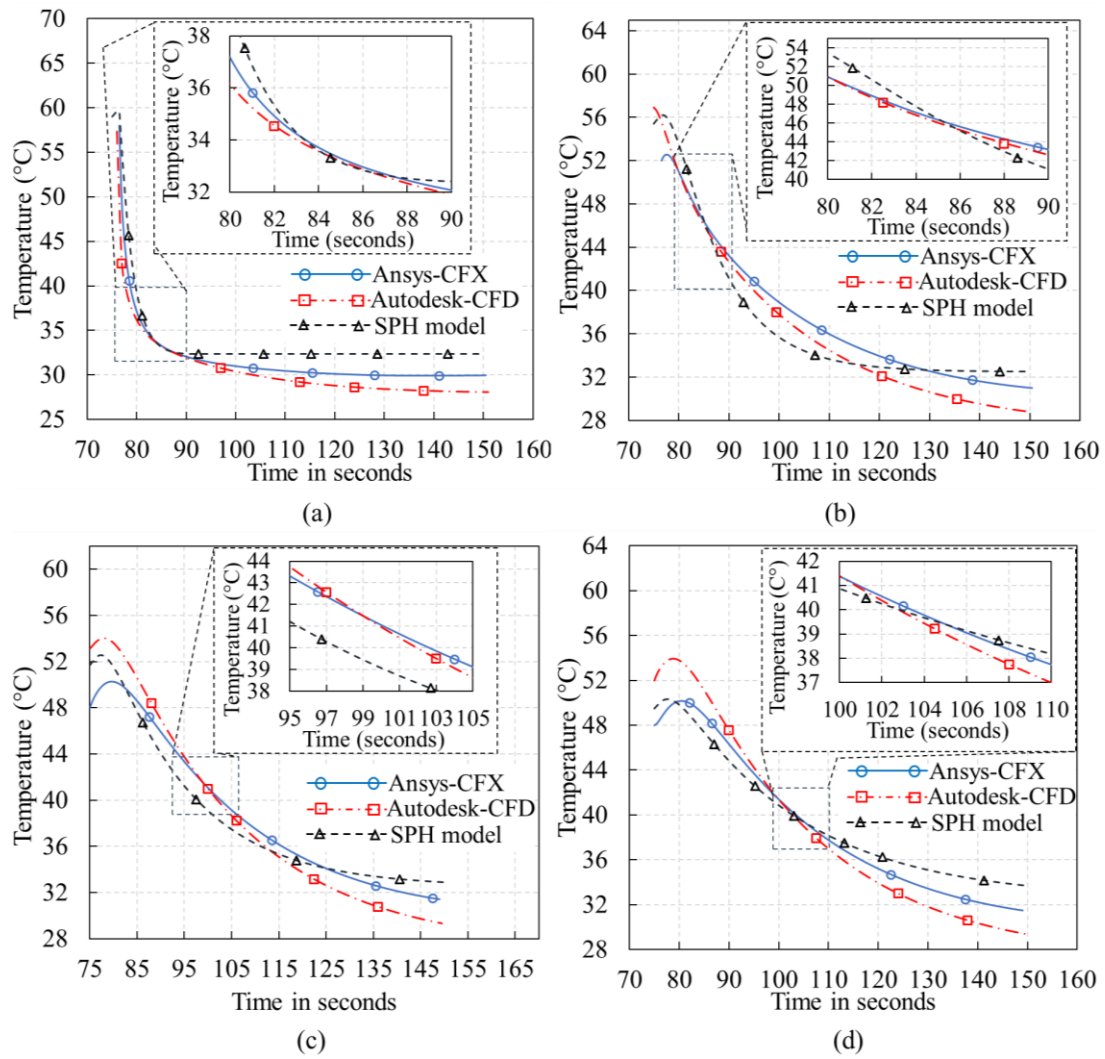 70
65
60
55
50
45
40
35
30
25
Temperature (°C)
38
36
34
32
Temperature (°C)
80 82 84 86 88 90
Time (seconds)
Ansys-CFX
Autodesk-CFD
SPH model
70 80 90 100 110 120 130 140 150 160
Time in seconds
(a)
64
60
56
52
48
44
40
36
32
28
Temperature (°C)
54
52
50
48
46
44
42
40
Temperature (°C)
80 82 84 86 88 90
Time (seconds)
Ansys-CFX
Autodesk-CFD
SPH model
70 80 90 100 110 120 130 140 150 160
Time in seconds
(b)
60
56
52
48
44
40
36
32
28
Temperature (°C)
44
43
42
41
40
39
38
Temperature (°C)
95 97 99 101 103 105
Time (seconds)
Ansys-CFX
Autodesk-CFD
SPH model
75 85 95 105 115 125 135 145 155 165
Time in seconds
(c)
64
60
56
52
48
44
40
36
32
28
Temperature (°C)
42
41
40
39
38
37
Temperature (C°)
100 102 104 106 108 110
Time (seconds)
Ansys-CFX
Autodesk-CFD
SPH model
70 80 90 100 110 120 130 140 150 160
Time in seconds
(d)